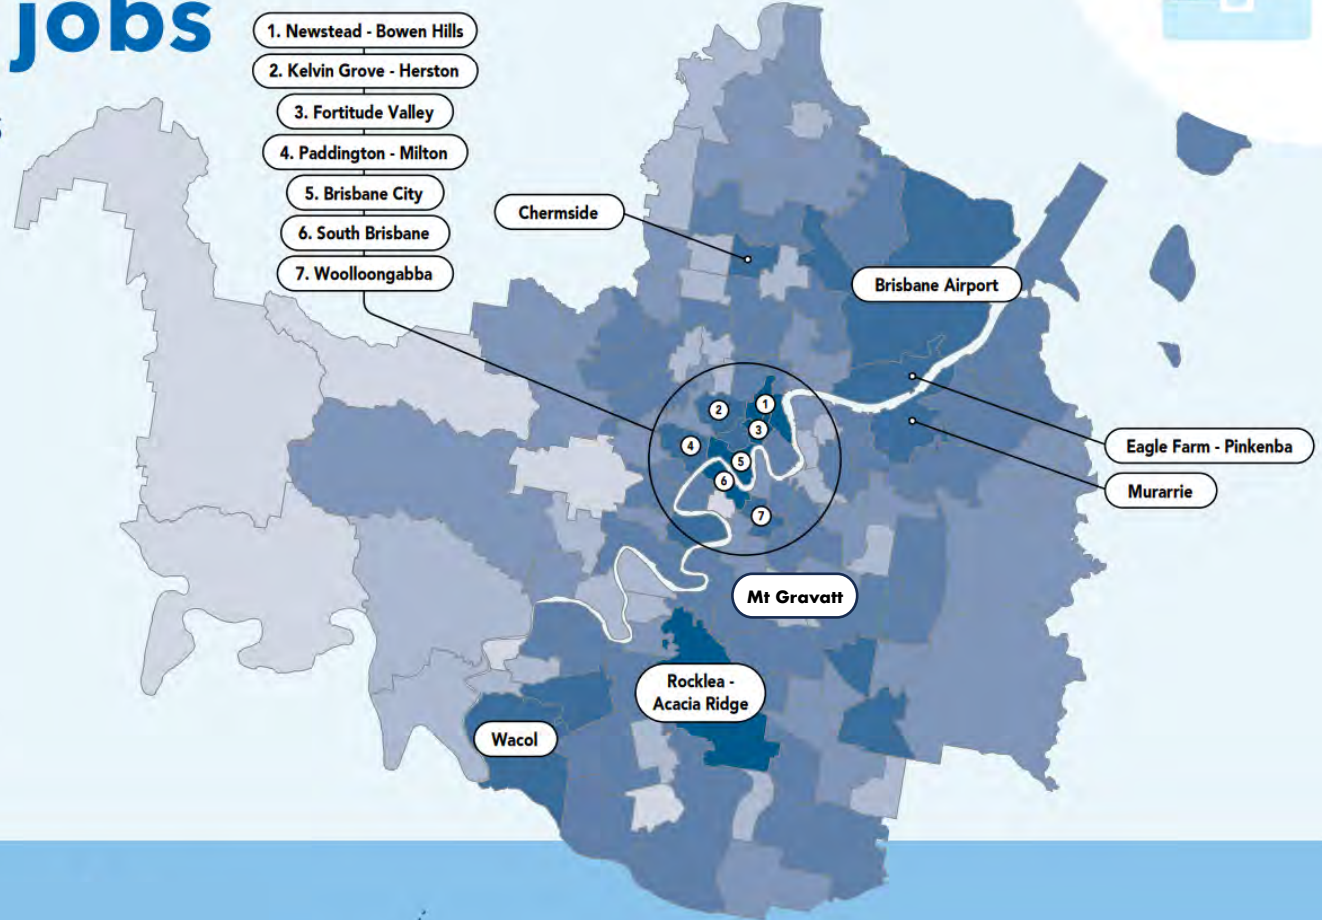 jobs
1. Newstead - Bowen Hills
2. Kelvin Grove - Herston
3. Fortitude Valley
4. Paddington - Milton
5. Brisbane City
6. South Brisbane
7. Woolloongabba
Chermside
Brisbane Airport
1
2
3
4
5
6
7
Eagle Farm - Pinkenba
Murarrie
Mt Gravatt
Rocklea -
Acacia Ridge
Wacol